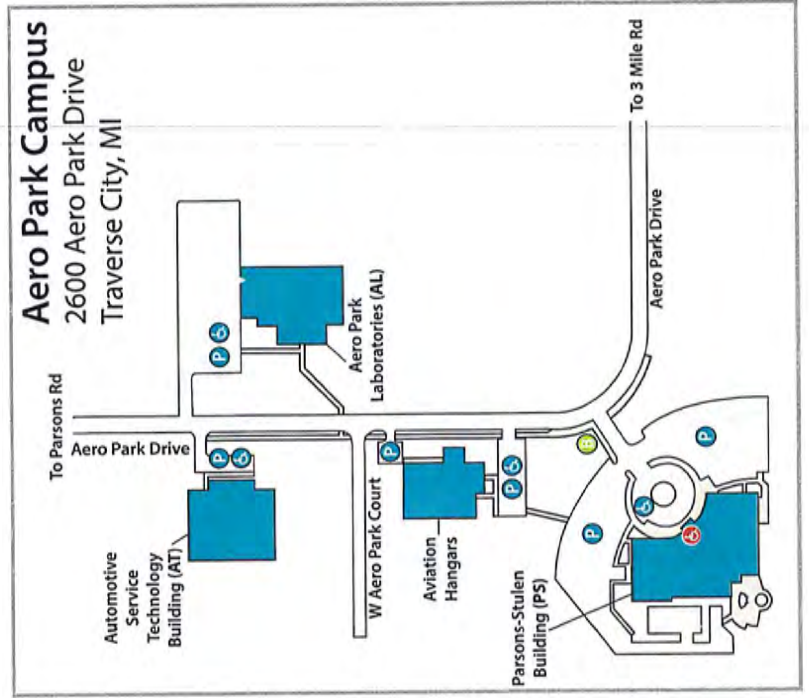 Aero Park Campus
2600 Aero Park Drive
Traverse City, MI
To Parsons Rd
Aero Park Drive
P
P
Aero Park
Laboratories (AL)
Automotive
Service
Technology
Building (AT)
W Aero Park Court
P
Aviation
Hangars
P
To 3 Mile Rd
Aero Park Drive
B
P
P
Parsons-Stulen
Building (PS)